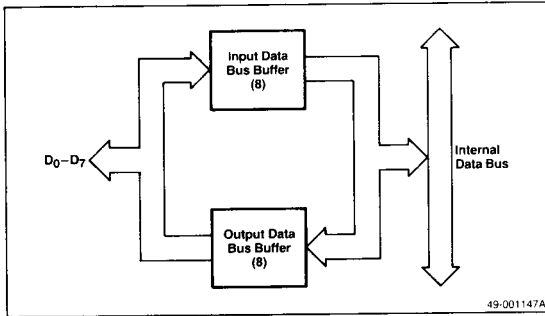 Input Data
Bus Buffer
(8)
D0–D7
Internal
Data Bus
Output Data
Bus Buffer
(8)
49-001147A